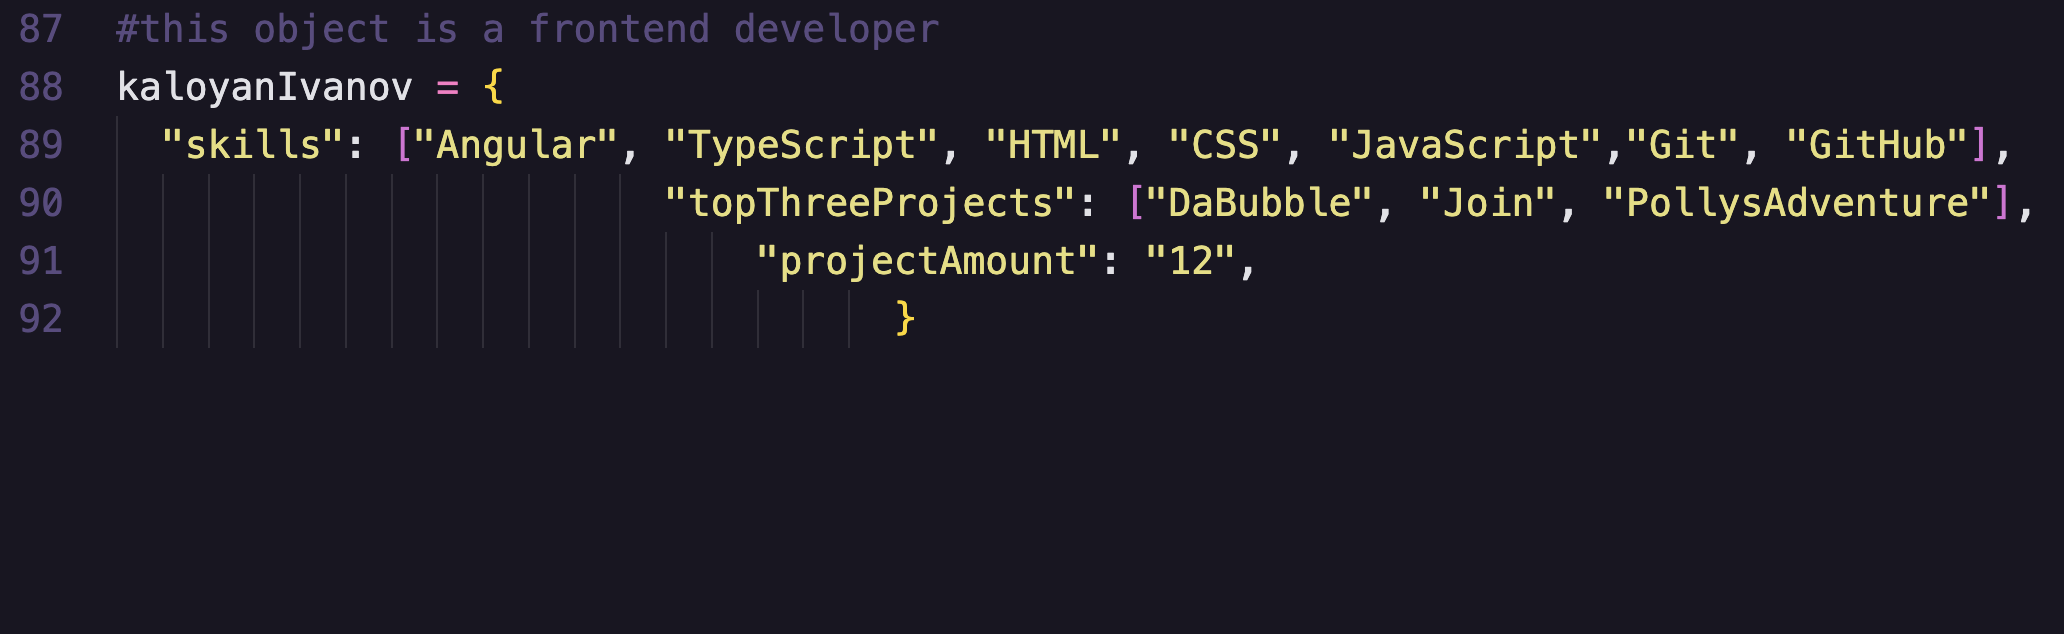 87 #this object is a frontend developer
88 kaloyanIvanov = {
89 "skills": ["Angular", "TypeScript", "HTML", "CSS", "JavaScript","Git", "GitHub"],
90 "topThreeProjects": ["DaBubble", "Join", "PollysAdventure"],
91 "projectAmount": "12",
92 }